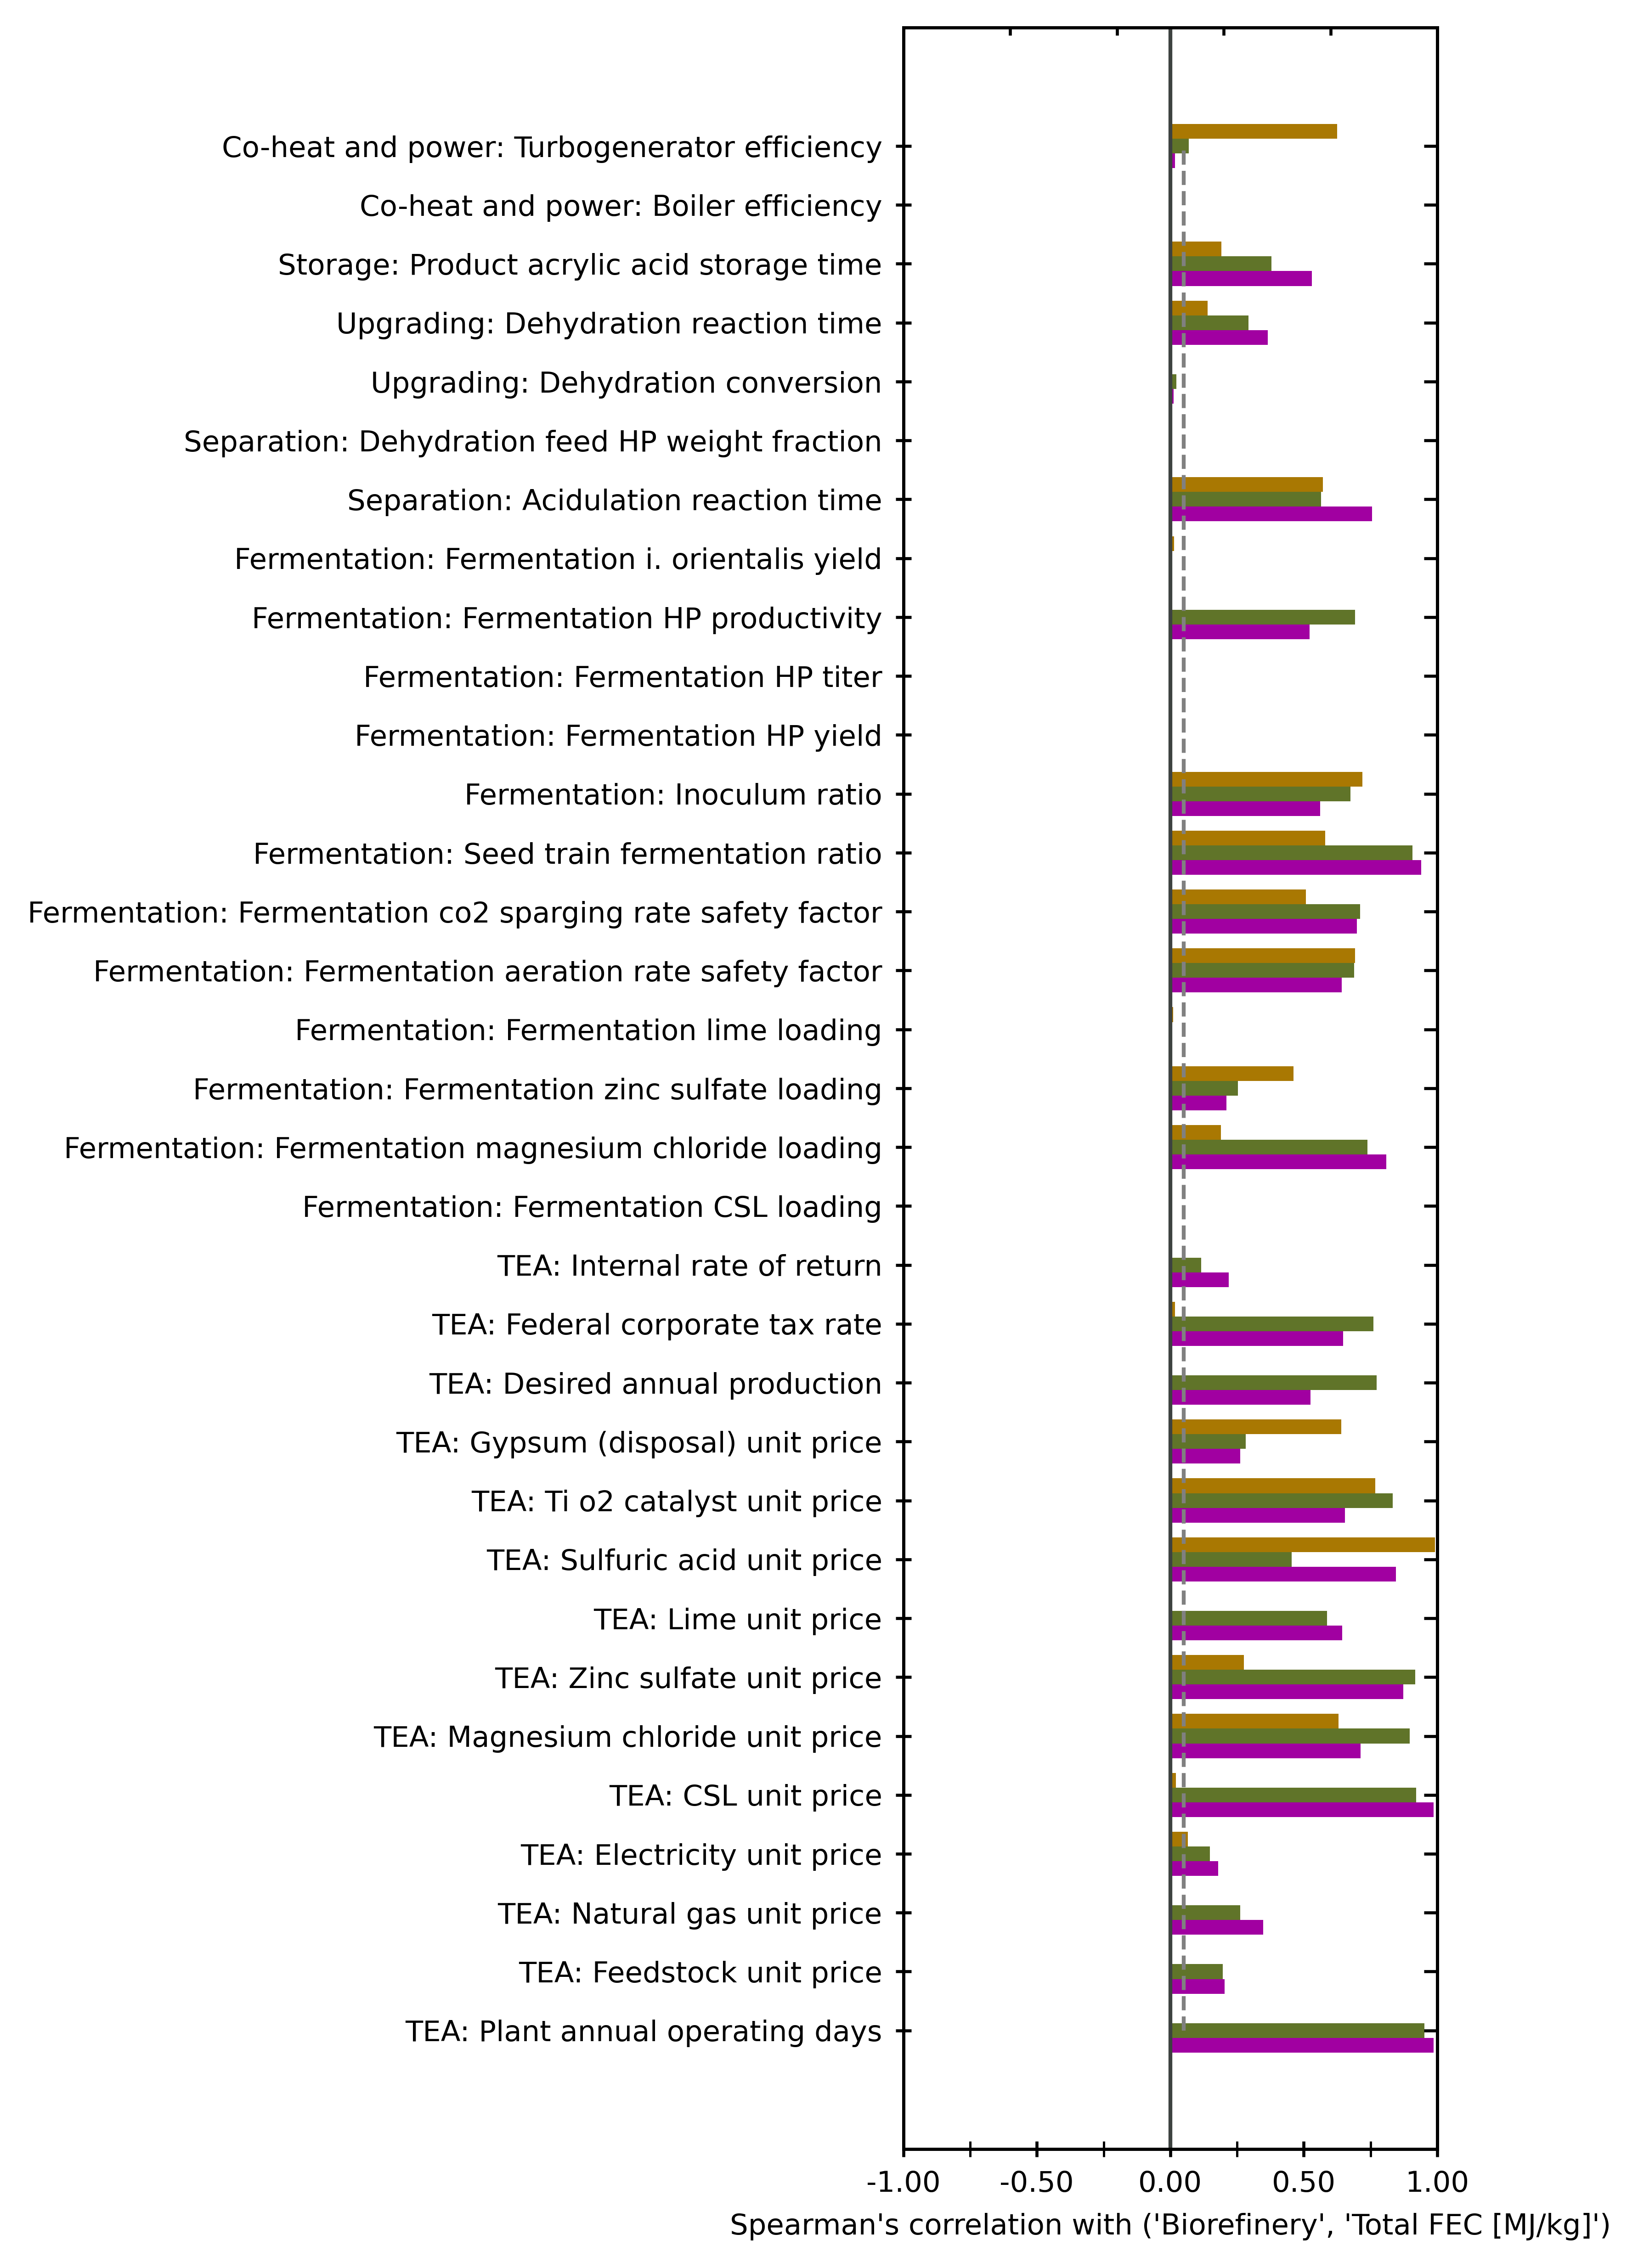 Co-heat and power: Turbogenerator efficiency
Co-heat and power: Boiler efficiency
Storage: Product acrylic acid storage time
Upgrading: Dehydration reaction time
Upgrading: Dehydration conversion
Separation: Dehydration feed HP weight fraction
Separation: Acidulation reaction time
Fermentation: Fermentation i. orientalis yield
Fermentation: Fermentation HP productivity
Fermentation: Fermentation HP titer
Fermentation: Fermentation HP yield
Fermentation: Inoculum ratio
Fermentation: Seed train fermentation ratio
Fermentation: Fermentation co2 sparging rate safety factor
Fermentation: Fermentation aeration rate safety factor
Fermentation: Fermentation lime loading
Fermentation: Fermentation zinc sulfate loading
Fermentation: Fermentation magnesium chloride loading
Fermentation: Fermentation CSL loading
TEA: Internal rate of return
TEA: Federal corporate tax rate
TEA: Desired annual production
TEA: Gypsum (disposal) unit price
TEA: Ti o2 catalyst unit price
TEA: Sulfuric acid unit price
TEA: Lime unit price
TEA: Zinc sulfate unit price
TEA: Magnesium chloride unit price
TEA: CSL unit price
TEA: Electricity unit price
TEA: Natural gas unit price
TEA: Feedstock unit price
TEA: Plant annual operating days
-1.00 -0.50 0.00 0.50 1.00
Spearman's correlation with ('Biorefinery', 'Total FEC [MJ/kg]')